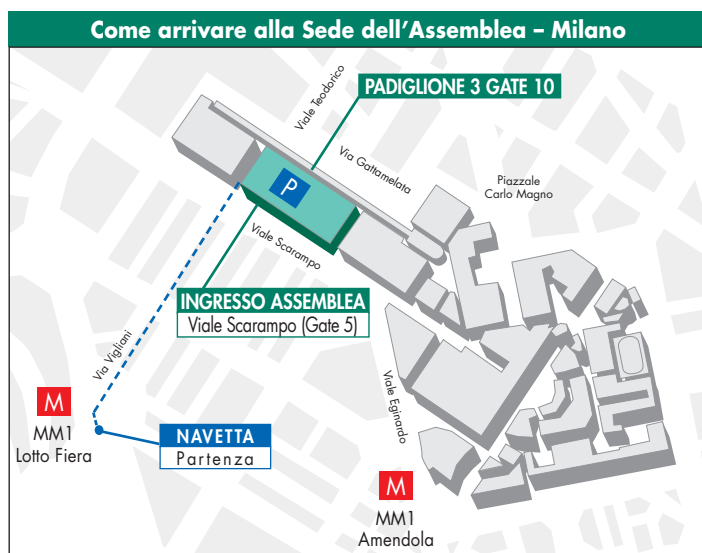 Come arrivare alla Sede dell'Assemblea – Milano
Viale Teodorico
PADIGLIONE 3 GATE 10
Via Gattamelata
Piazzale
Carlo Magno
P
Viale Scarampo
INGRESSO ASSEMBLEA
Viale Scarampo (Gate 5)
Via Vigliani
Viale Eginardo
M
MM1
Lotto Fiera
NAVETTA
Partenza
M
MM1
Amendola